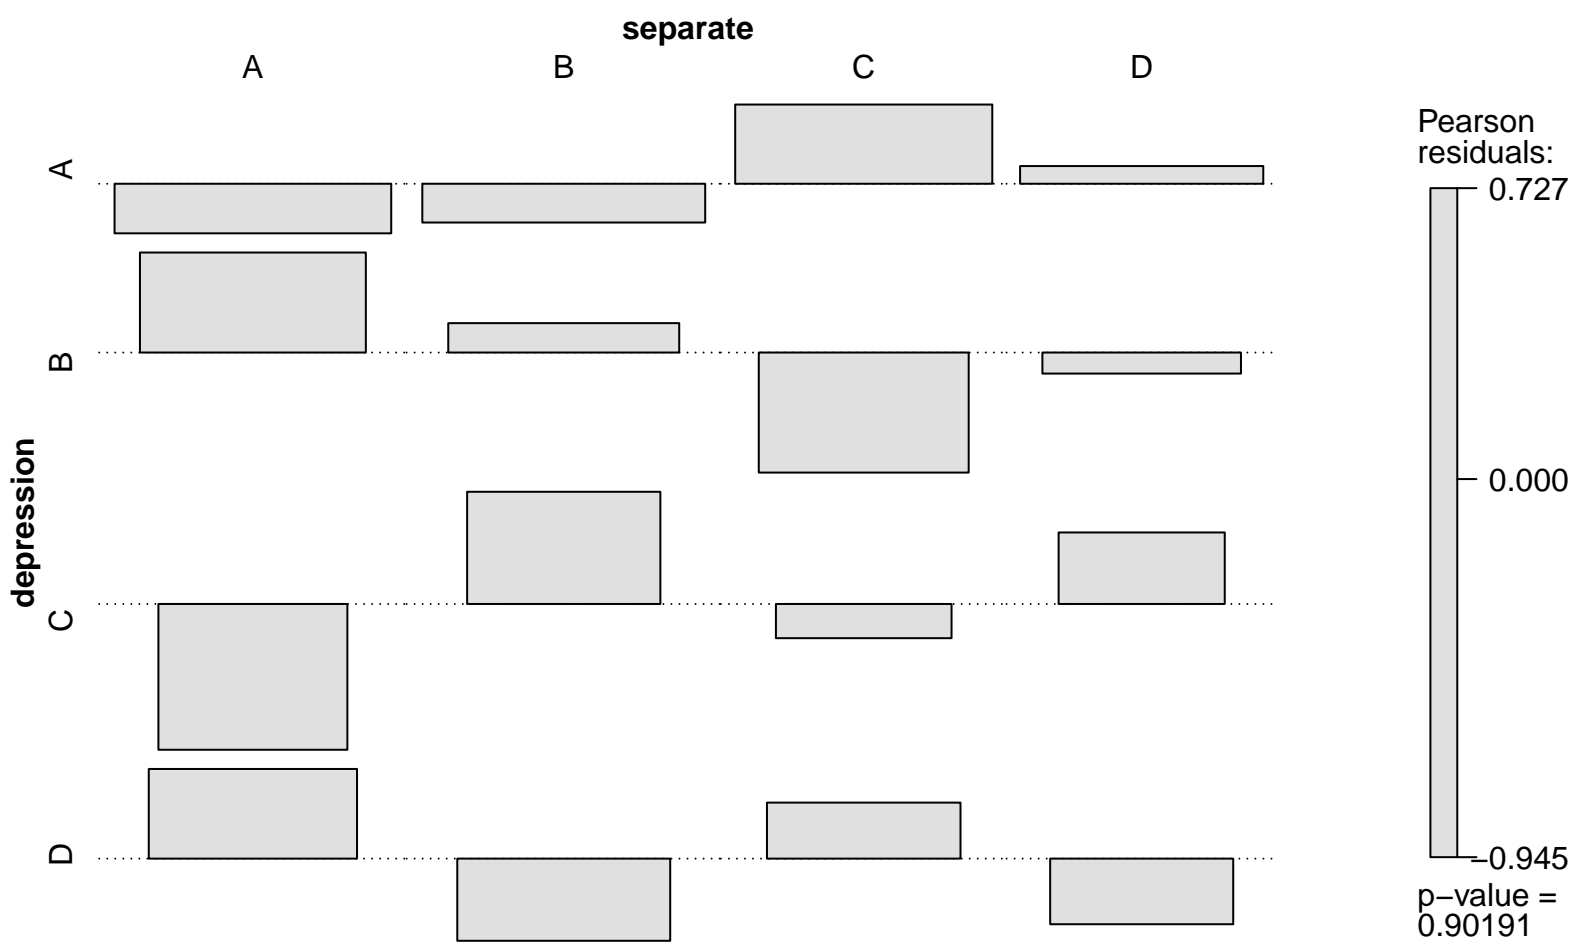 separate
A B C D
A
B
C
D
depression
Pearson
residuals:
0.727
0.000
−0.945
p−value =
0.90191